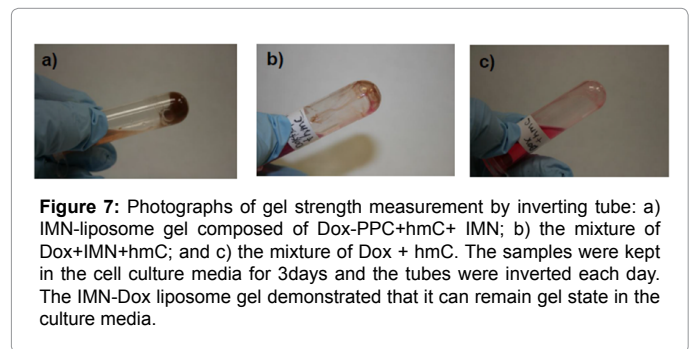 a)
b)
c)
+hmC
+hmC
Figure 7: Photographs of gel strength measurement by inverting tube: a)
IMN-liposome gel composed of Dox-PPC+hmC+ IMN; b) the mixture of
Dox+IMN+hmC; and c) the mixture of Dox + hmC. The samples were kept
in the cell culture media for 3days and the tubes were inverted each day.
The IMN-Dox liposome gel demonstrated that it can remain gel state in the
culture media.